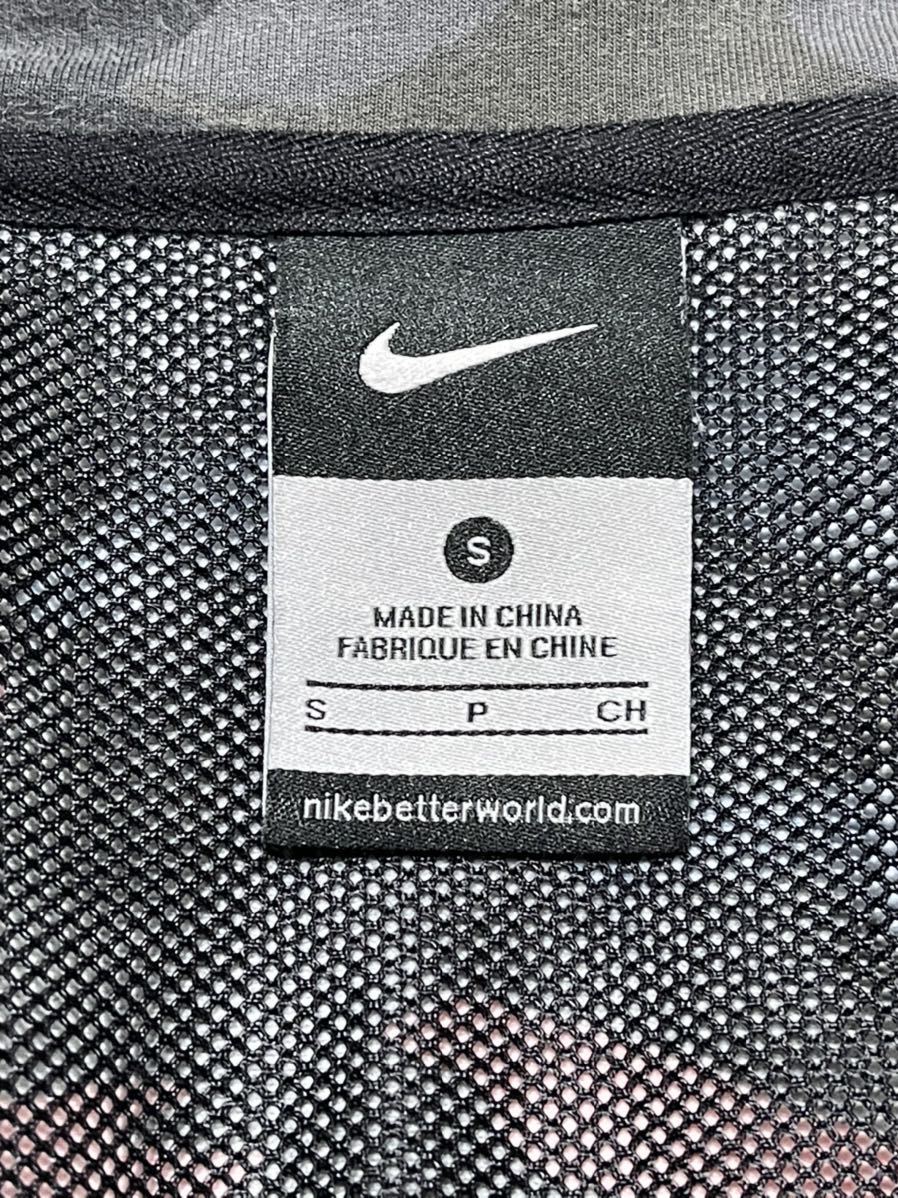 S
MADE IN CHINA
FABRIQUE EN CHINE
S P CH
nikebetterworld.com